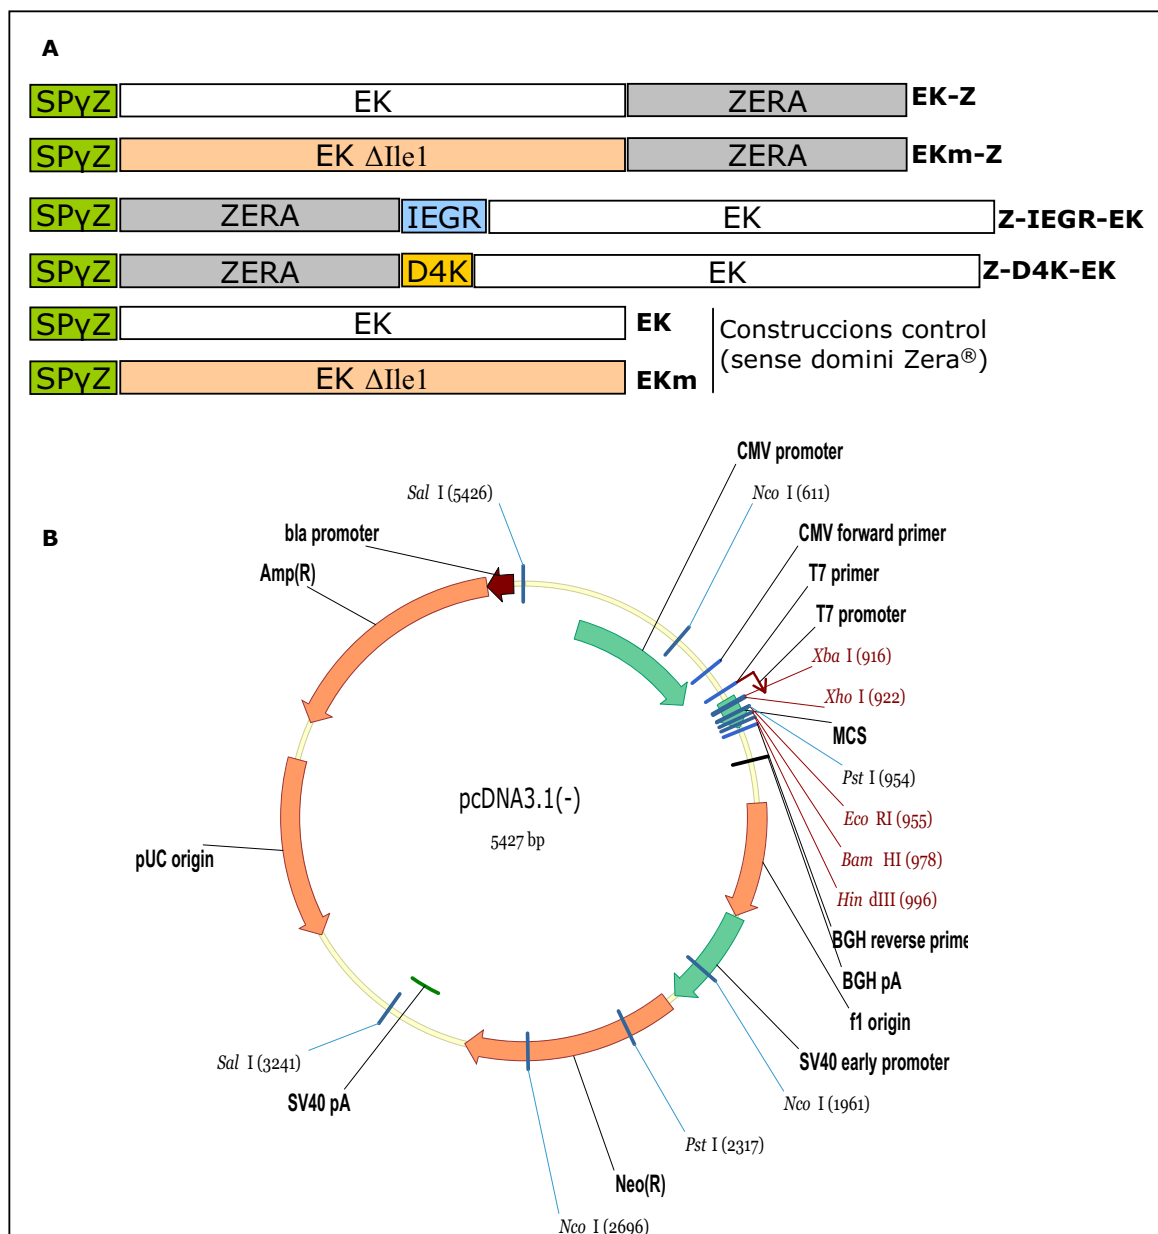 A
SPγZ EK ZERA EK-Z
SPγZ EK ΔIle1 ZERA EKm-Z
SPγZ ZERA IEGR EK Z-IEGR-EK
SPγZ ZERA D4K EK Z-D4K-EK
SPγZ EK EK
SPγZ EK ΔIle1 EKm
Construccions control
(sense domini Zera®)
B
CMV promoter
Sal I (5426)
Nco I (611)
bla promoter
CMV forward primer
Amp(R)
T7 primer
T7 promoter
Xba I (916)
Xho I (922)
MCS
Pst I (954)
pcDNA3.1(-)
Eco RI (955)
5427 bp
pUC origin
Bam HI (978)
Hin dIII (996)
BGH reverse prime
BGH pA
f1 origin
Sal I (3241)
SV40 early promoter
SV40 pA
Nco I (1961)
Pst I (2317)
Neo(R)
Nco I (2696)